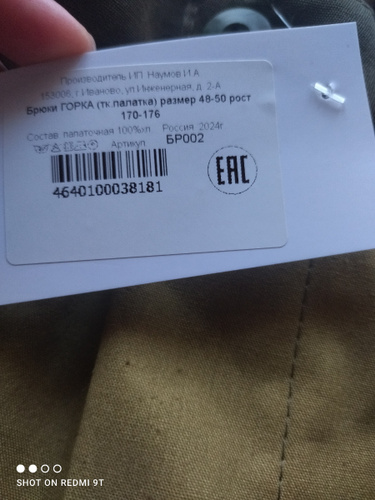 Производитель ИП Наумов И.А.
153006, г.Иваново, ул Инженерная, д. 2-А
Брюки ГОРКА (тк.палатка) размер 48-50 рост
170-176
Состав: палаточная 100%хл Россия 2024г
Артикул БР002
4640100038181
EAC
SHOT ON REDMI 9T